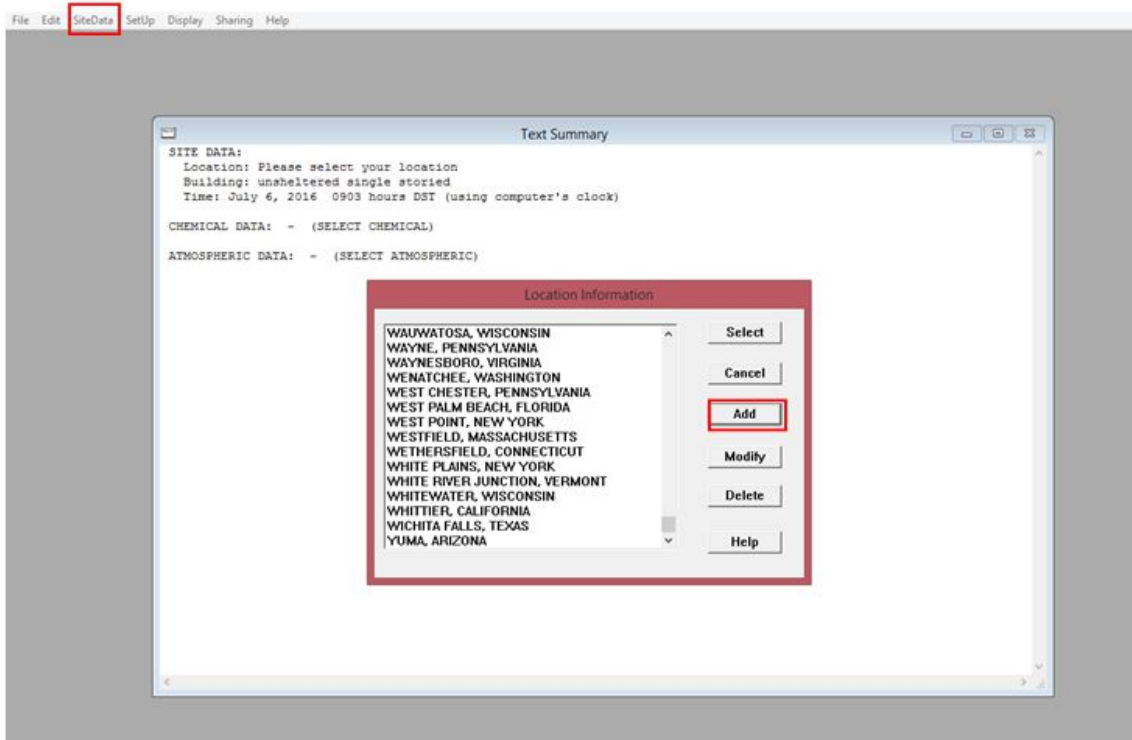 File Edit SiteData SetUp Display Sharing Help
Text Summary
SITE DATA:
Location: Please select your location
Building: unsheltered single storied
Time: July 6, 2016 0903 hours DST (using computer's clock)
CHEMICAL DATA: - (SELECT CHEMICAL)
ATMOSPHERIC DATA: - (SELECT ATMOSPHERIC)
Location Information
WAUWATOSA, WISCONSIN
WAYNE, PENNSYLVANIA
WAYNESBORO, VIRGINIA
WENATCHEE, WASHINGTON
WEST CHESTER, PENNSYLVANIA
WEST PALM BEACH, FLORIDA
WEST POINT, NEW YORK
WESTFIELD, MASSACHUSETTS
WETHERSFIELD, CONNECTICUT
WHITE PLAINS, NEW YORK
WHITE RIVER JUNCTION, VERMONT
WHITEWATER, WISCONSIN
WHITTIER, CALIFORNIA
WICHITA FALLS, TEXAS
YUMA, ARIZONA
Select
Cancel
Add
Modify
Delete
Help